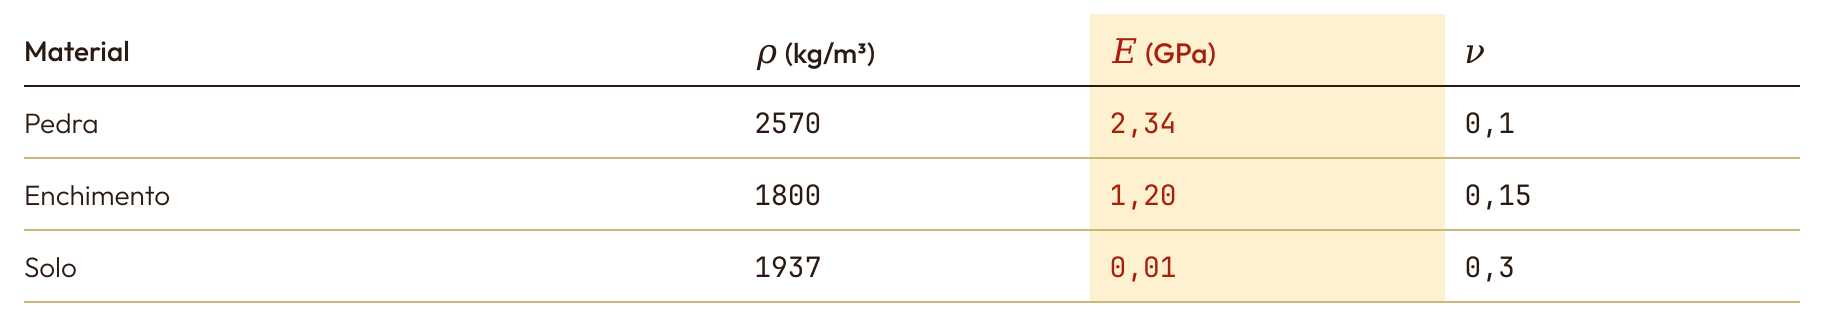 Material ρ (kg/m³) E (GPa) ν
Pedra 2570 2,34 0,1
Enchimento 1800 1,20 0,15
Solo 1937 0,01 0,3